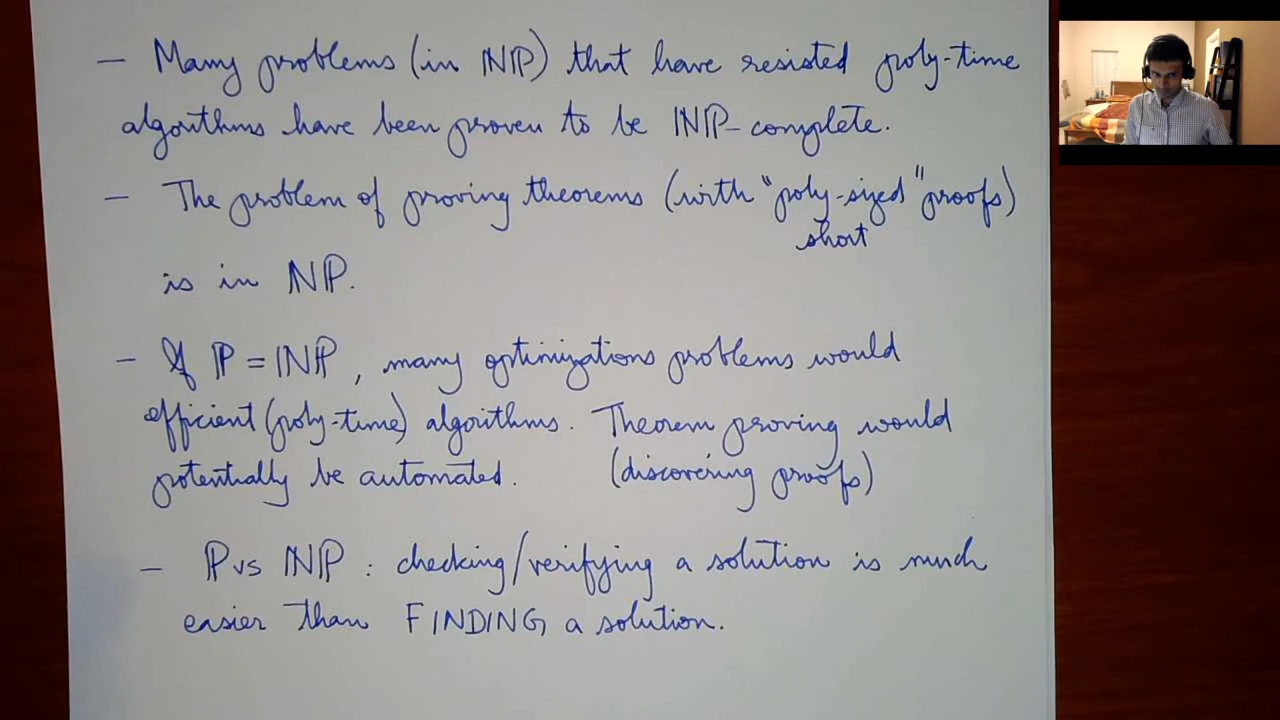 - Many problems (in NP) that have resisted poly-time
algorithms have been proven to be NP-complete.
- The problem of proving theorems (with "poly-sized" proofs)
short
is in NP.
- If P = NP, many optimizations problems would
efficient (poly-time) algorithms. Theorem proving would
potentially be automated. (discovering proofs)
- P vs NP : checking/verifying a solution is much
easier than FINDING a solution.